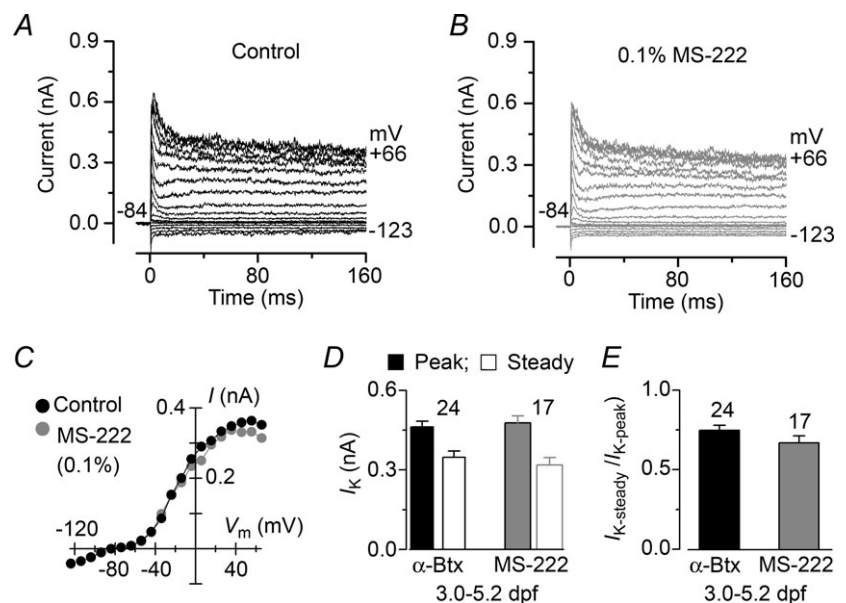 A
Control
Current (nA)
0.9
0.6
0.3
0.0
-84
mV
+66
-123
0
80
160
Time (ms)
B
0.1% MS-222
Current (nA)
0.9
0.6
0.3
0.0
-84
mV
+66
-123
0
80
160
Time (ms)
C
Control
MS-222
(0.1%)
I (nA)
0.4
0.2
Vm (mV)
-120
-80
-40
40
D
Peak; Steady
IK (nA)
0.6
0.3
0.0
24
17
α-Btx
MS-222
3.0-5.2 dpf
E
IK-steady /IK-peak)
1.0
0.5
0.0
24
17
α-Btx
MS-222
3.0-5.2 dpf